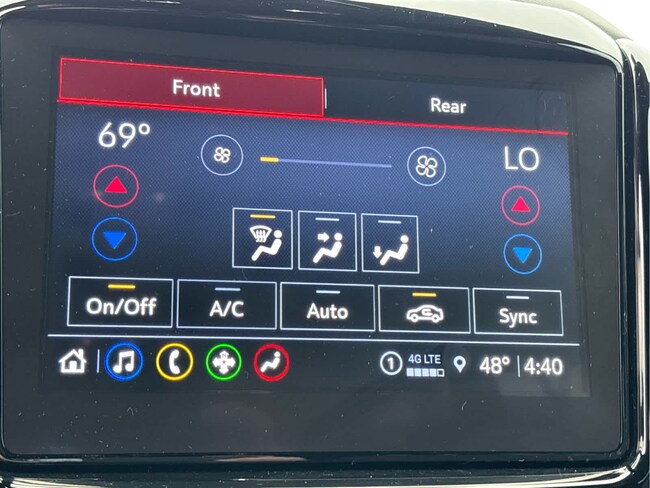 Front
Rear
69°
LO
On/Off
A/C
Auto
Sync
1
4G LTE
48°
4:40